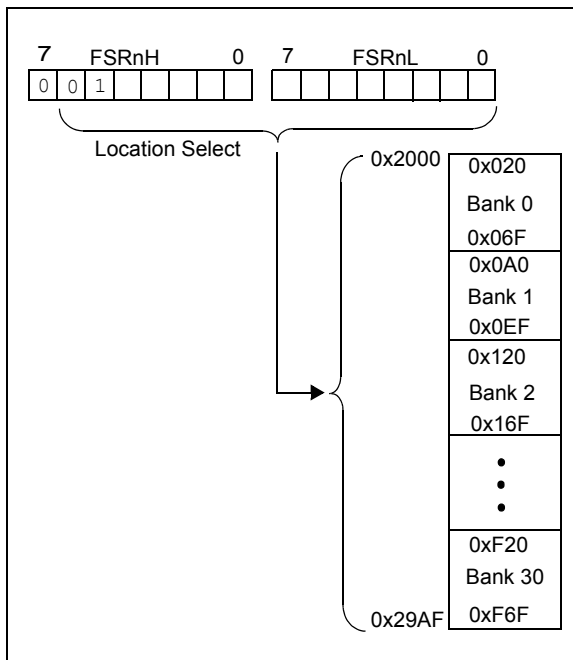 7 FSRnH 0 7 FSRnL 0
0 0 1
Location Select
0x2000
0x020
Bank 0
0x06F
0x0A0
Bank 1
0x0EF
0x120
Bank 2
0x16F
0xF20
Bank 30
0x29AF
0xF6F